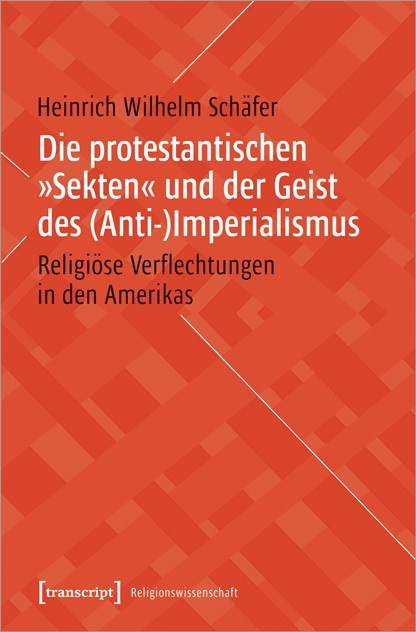 Heinrich Wilhelm Schäfer
Die protestantischen
»Sekten« und der Geist
des (Anti-)Imperialismus
Religiöse Verflechtungen
in den Amerikas
[transcript] Religionswissenschaft